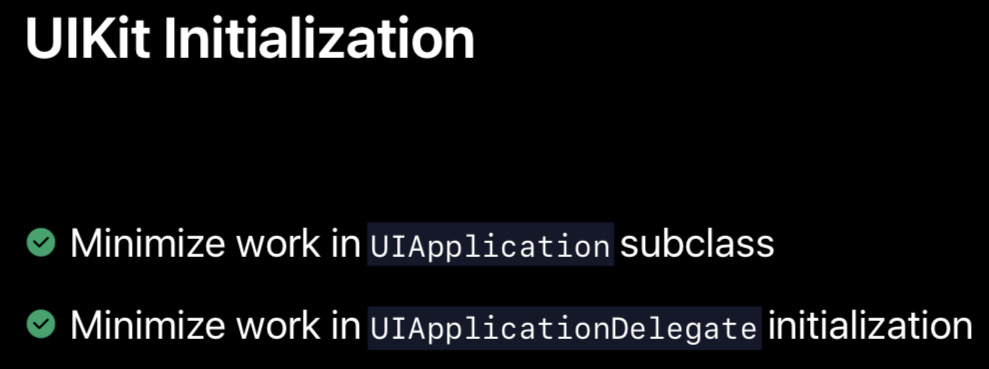 UIKit Initialization
Minimize work in UIApplication subclass
Minimize work in UIApplicationDelegate initialization